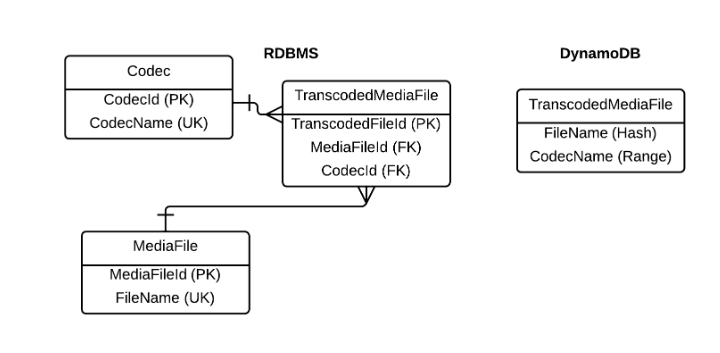 RDBMS
DynamoDB
Codec
CodecId (PK)
CodecName (UK)
TranscodedMediaFile
TranscodedFileId (PK)
MediaFileId (FK)
CodecId (FK)
TranscodedMediaFile
FileName (Hash)
CodecName (Range)
MediaFile
MediaFileId (PK)
FileName (UK)